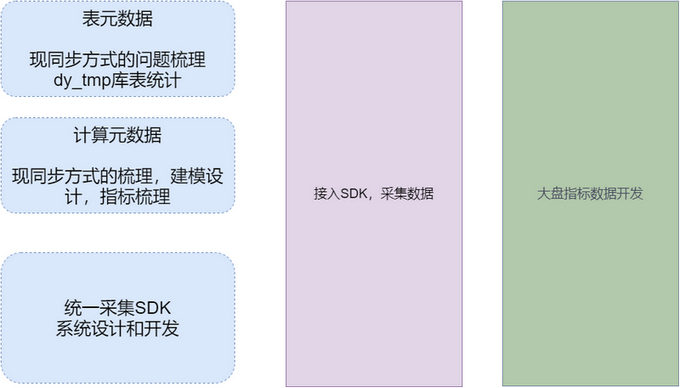 表元数据
现同步方式的问题梳理
dy_tmp库表统计
计算元数据
现同步方式的梳理，建模设
计，指标梳理
统一采集SDK
系统设计和开发
接入SDK，采集数据
大盘指标数据开发